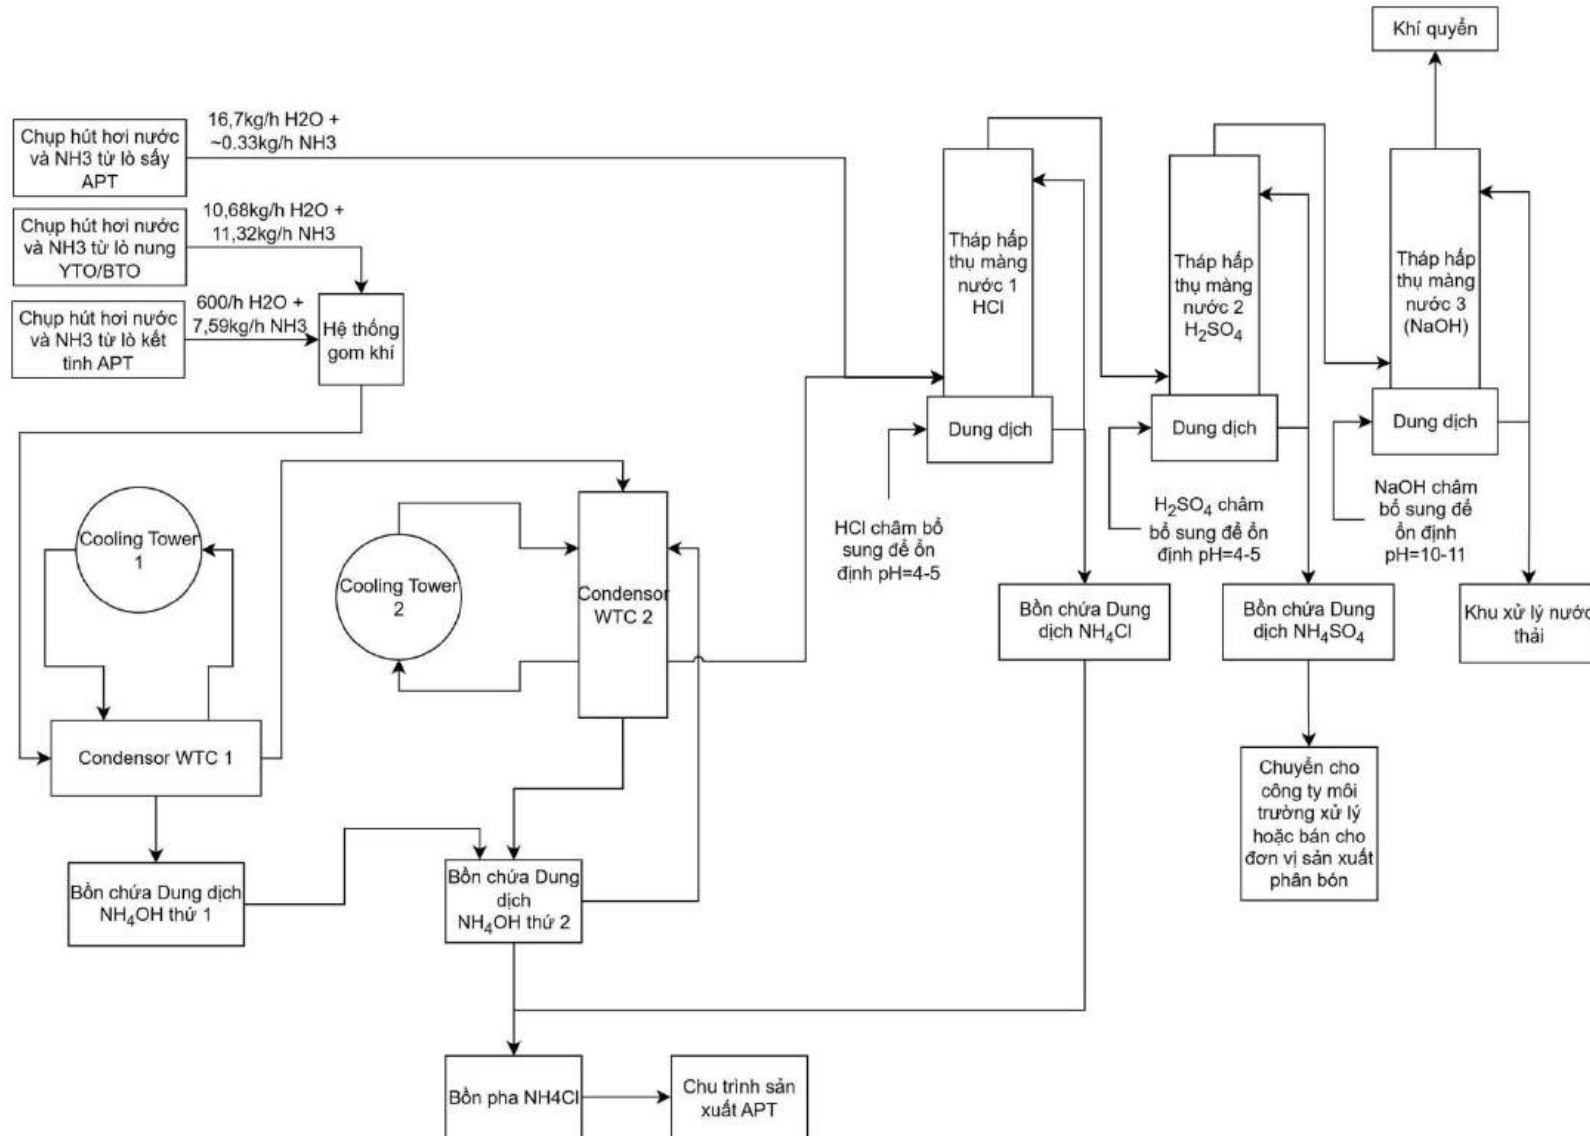 Khí quyển
16,7kg/h H2O +
~0.33kg/h NH3
Chụp hút hơi nước
và NH3 từ lò sấy
APT
10,68kg/h H2O +
11,32kg/h NH3
Chụp hút hơi nước
và NH3 từ lò nung
YTO/BTO
600/h H2O +
7,59kg/h NH3
Chụp hút hơi nước
và NH3 từ lò kết
tinh APT
Hệ thống
gom khí
Tháp hấp
thụ màng
nước 1
HCl
Tháp hấp
thụ màng
nước 2
H₂SO₄
Tháp hấp
thụ màng
nước 3
(NaOH)
Dung dịch
Dung dịch
Dung dịch
HCl châm bổ
sung để ổn
định pH=4-5
H₂SO₄ châm
bổ sung để ổn
định pH=4-5
NaOH châm
bổ sung để
ổn định
pH=10-11
Cooling Tower
1
Cooling Tower
2
Condensor
WTC 2
Bồn chứa Dung
dịch NH₄Cl
Bồn chứa Dung
dịch NH₄SO₄
Khu xử lý nước
thải
Condensor WTC 1
Chuyển cho
công ty môi
trường xử lý
hoặc bán cho
đơn vị sản xuất
phân bón
Bồn chứa Dung dịch
NH₄OH thứ 1
Bồn chứa Dung
dịch
NH₄OH thứ 2
Bồn pha NH4Cl
Chu trình sản
xuất APT